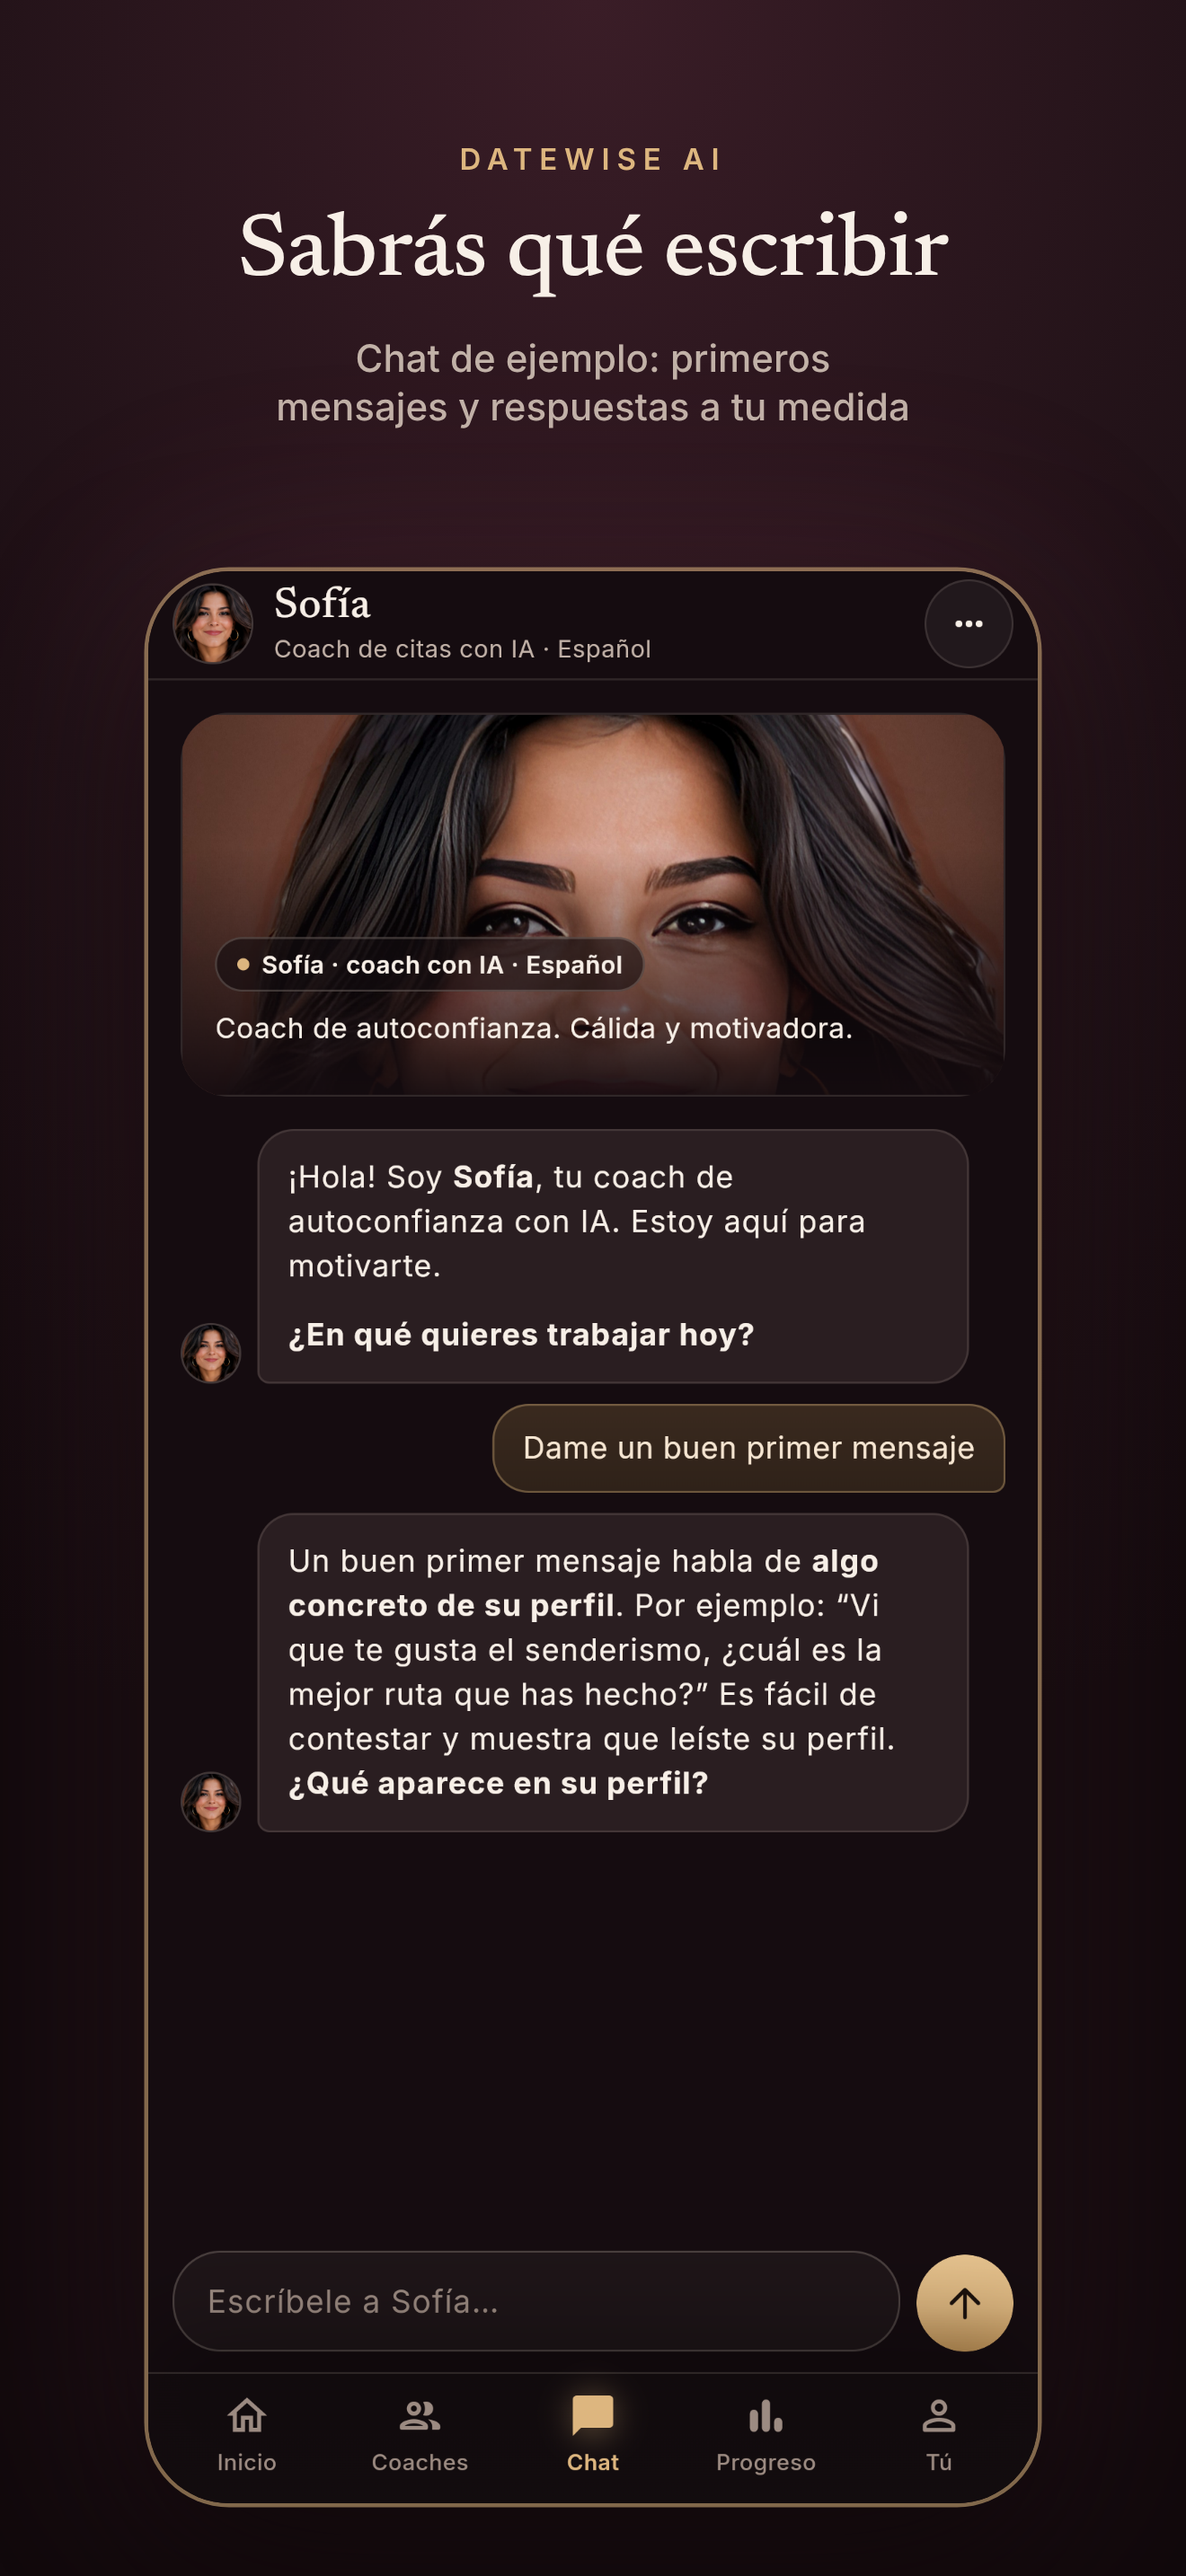 DATEWISE AI
Sabrás qué escribir
Chat de ejemplo: primeros
mensajes y respuestas a tu medida
Sofía
Coach de citas con IA · Español
Sofía · coach con IA · Español
Coach de autoconfianza. Cálida y motivadora.
¡Hola! Soy Sofía, tu coach de
autoconfianza con IA. Estoy aquí para
motivarte.
¿En qué quieres trabajar hoy?
Dame un buen primer mensaje
Un buen primer mensaje habla de algo
concreto de su perfil. Por ejemplo: “Vi
que te gusta el senderismo, ¿cuál es la
mejor ruta que has hecho?” Es fácil de
contestar y muestra que leíste su perfil.
¿Qué aparece en su perfil?
Escríbele a Sofía...
Inicio
Coaches
Chat
Progreso
Tú